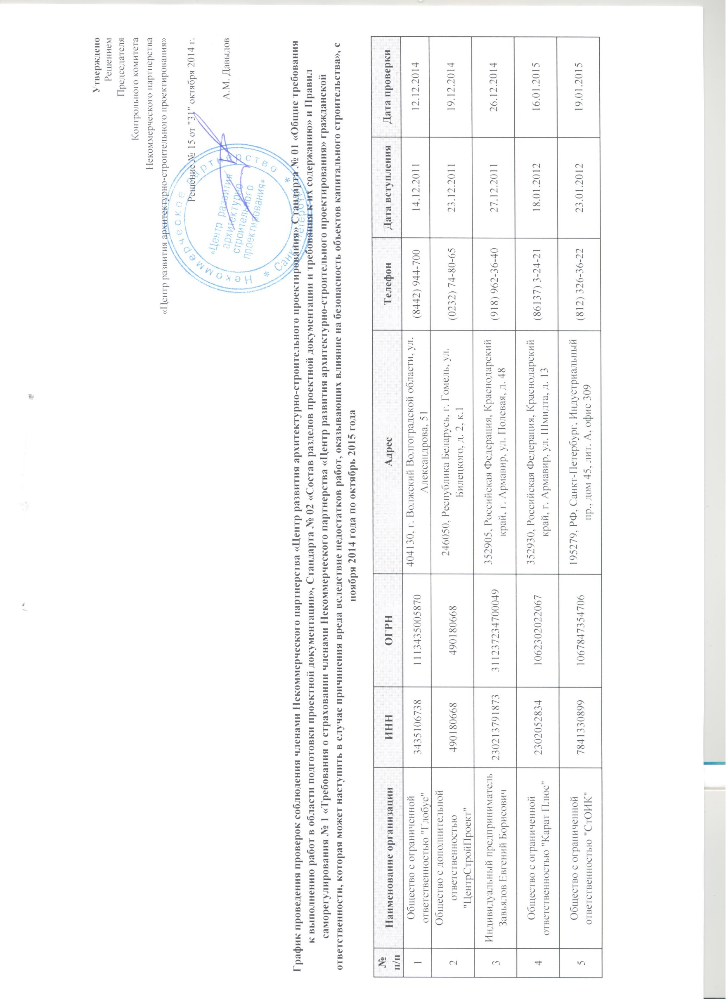 Утверждено
Решением
Председателя
Контрольного комитета
Некоммерческого партнерства
«Центр развития архитектурно-строительного проектирования»
Решение № 15 от "31" октября 2014 г.
А.М. Давыдов
Некоммерческое партнерство
* Санкт-Петербург *
«Центр развития
архитектурно
строительного
проектирования»
График проведения проверок соблюдения членами Некоммерческого партнерства «Центр развития архитектурно-строительного проектирования» Стандарта № 01 «Общие требования
к выполнению работ в области подготовки проектной документации», Стандарта № 02 «Состав разделов проектной документации и требования к их содержанию» и Правил
саморегулирования № 1 «Требования о страховании членами Некоммерческого партнерства «Центр развития архитектурно-строительного проектирования» гражданской
ответственности, которая может наступить в случае причинения вреда вследствие недостатков работ, оказывающих влияние на безопасность объектов капитального строительства», с
ноября 2014 года по октябрь 2015 года
№ п/п Наименование организации ИНН ОГРН Адрес Телефон Дата вступления Дата проверки
1 Общество с ограниченной ответственностью "Глобус" 3435106738 1113435005870 404130, г. Волжский Волгоградской области, ул. Александрова, 51 (8442) 944-700 14.12.2011 12.12.2014
2 Общество с дополнительной ответственностью "ЦентрСтройПроект" 490180668 490180668 246050, Республика Беларусь, г. Гомель, ул. Билецкого, д. 2, к.1 (0232) 74-80-65 23.12.2011 19.12.2014
3 Индивидуальный предприниматель Завьялов Евгений Борисович 230213791873 311237234700049 352905, Российская Федерация, Краснодарский край, г. Армавир, ул. Полевая, д. 48 (918) 962-36-40 27.12.2011 26.12.2014
4 Общество с ограниченной ответственностью "Карат Плюс" 2302052834 1062302022067 352930, Российская Федерация, Краснодарский край, г. Армавир, ул. Шмидта, д. 13 (86137) 3-24-21 18.01.2012 16.01.2015
5 Общество с ограниченной ответственностью "СтОИК" 7841330899 1067847354706 195279, РФ, Санкт-Петербург, Индустриальный пр., дом 45, лит. А, офис 309 (812) 326-36-22 23.01.2012 19.01.2015